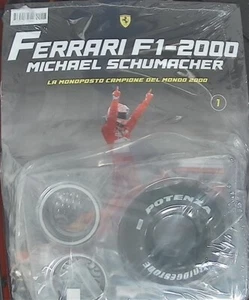 FERRARI F1-2000
MICHAEL SCHUMACHER
LA MONOPOSTO CAMPIONE DEL MONDO 2000
1
POTENZA
BRIDGESTONE